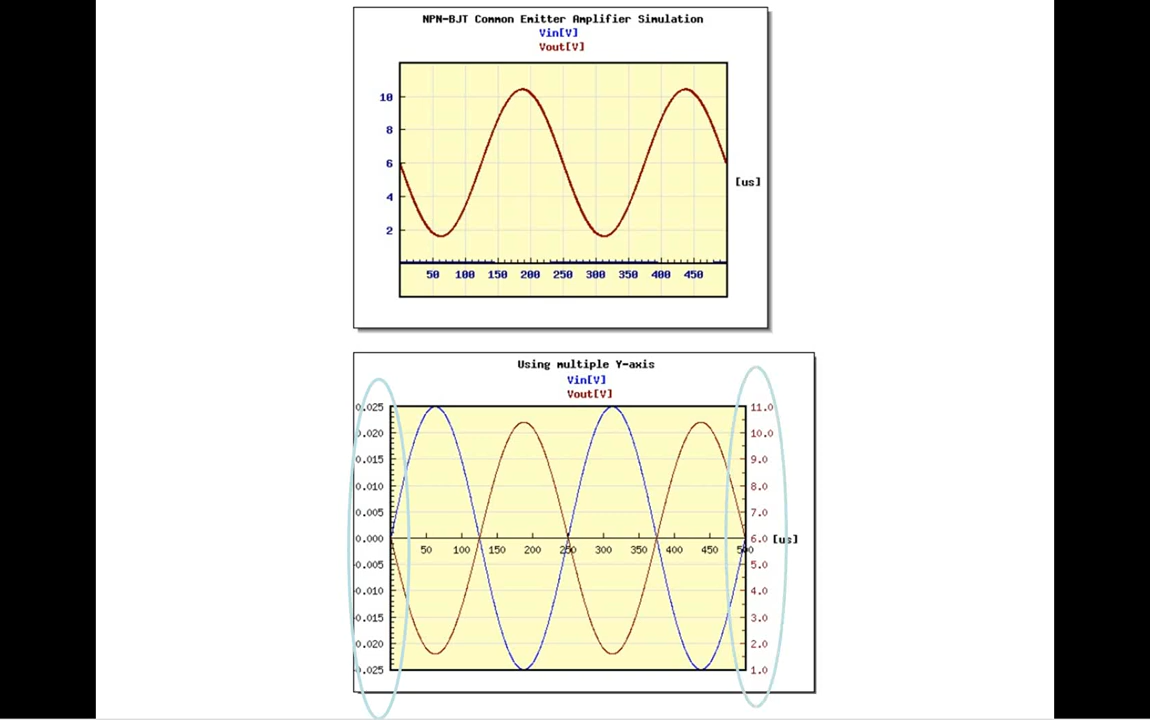 NPN-BJT Common Emitter Amplifier Simulation
Vin[V]
Vout[V]
10
8
6
4
2
[us]
50 100 150 200 250 300 350 400 450
Using multiple Y-axis
Vin[V]
Vout[V]
0.025 11.0
0.020 10.0
0.015 9.0
0.010 8.0
0.005 7.0
0.000 6.0 [us]
50 100 150 200 250 300 350 400 450 500
-0.005 5.0
-0.010 4.0
0.015 3.0
0.020 2.0
0.025 1.0